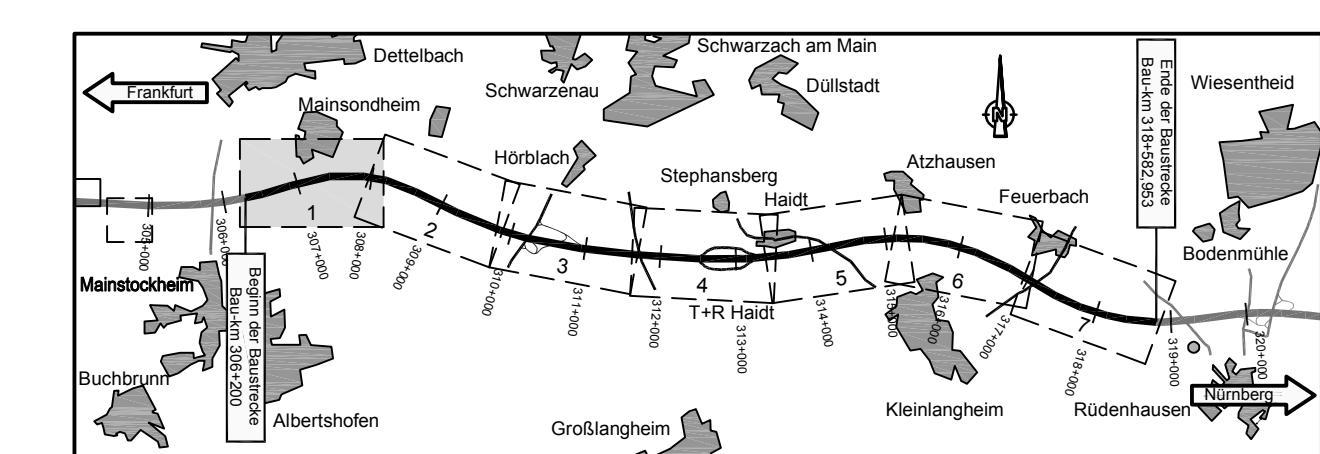 Dettelbach
Schwarzach am Main
Wiesentheid
Frankfurt
Schwarzenau
Düllstadt
Mainsondheim
N
Ende der Baustrecke
Bau-km 318+582,953
Hörblach
Stephansberg
Atzhausen
Haidt
Feuerbach
Bodenmühle
1
2
3
4
5
6
7
T+R Haidt
305+000
306+000
307+000
308+000
309+000
310+000
311+000
312+000
313+000
314+000
315+000
316+000
317+000
318+000
319+000
320+000
Mainstockheim
Beginn der Baustrecke
Bau-km 306+200
Buchbrunn
Albertshofen
Großlangheim
Kleinlangheim
Rüdenhausen
Nürnberg